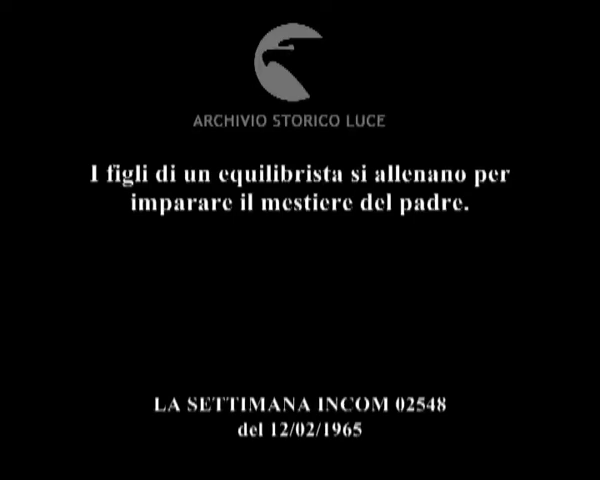 ARCHIVIO STORICO LUCE
I figli di un equilibrista si allenano per
imparare il mestiere del padre.
LA SETTIMANA INCOM 02548
del 12/02/1965